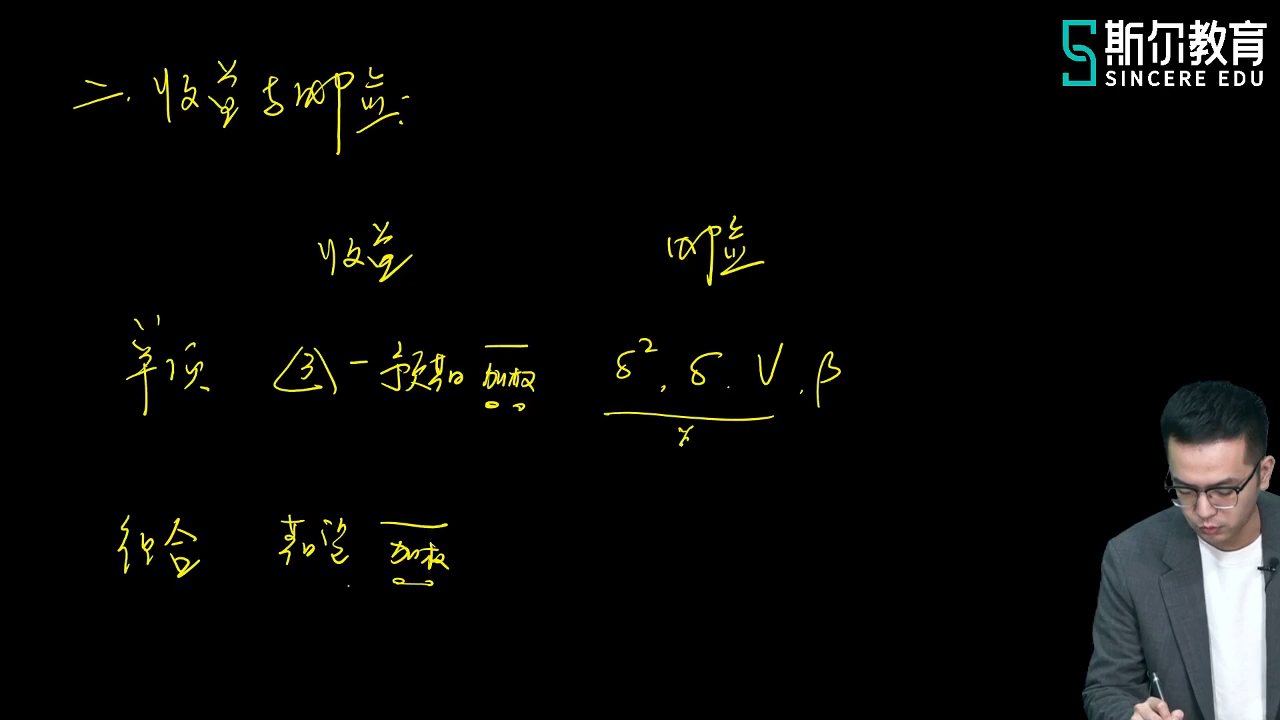 斯尔教育
SINCERE EDU
二. 收益与风险:
收益 风险
单项 ③ - 预期 加权 δ², δ. V. β
组合 期望 加权